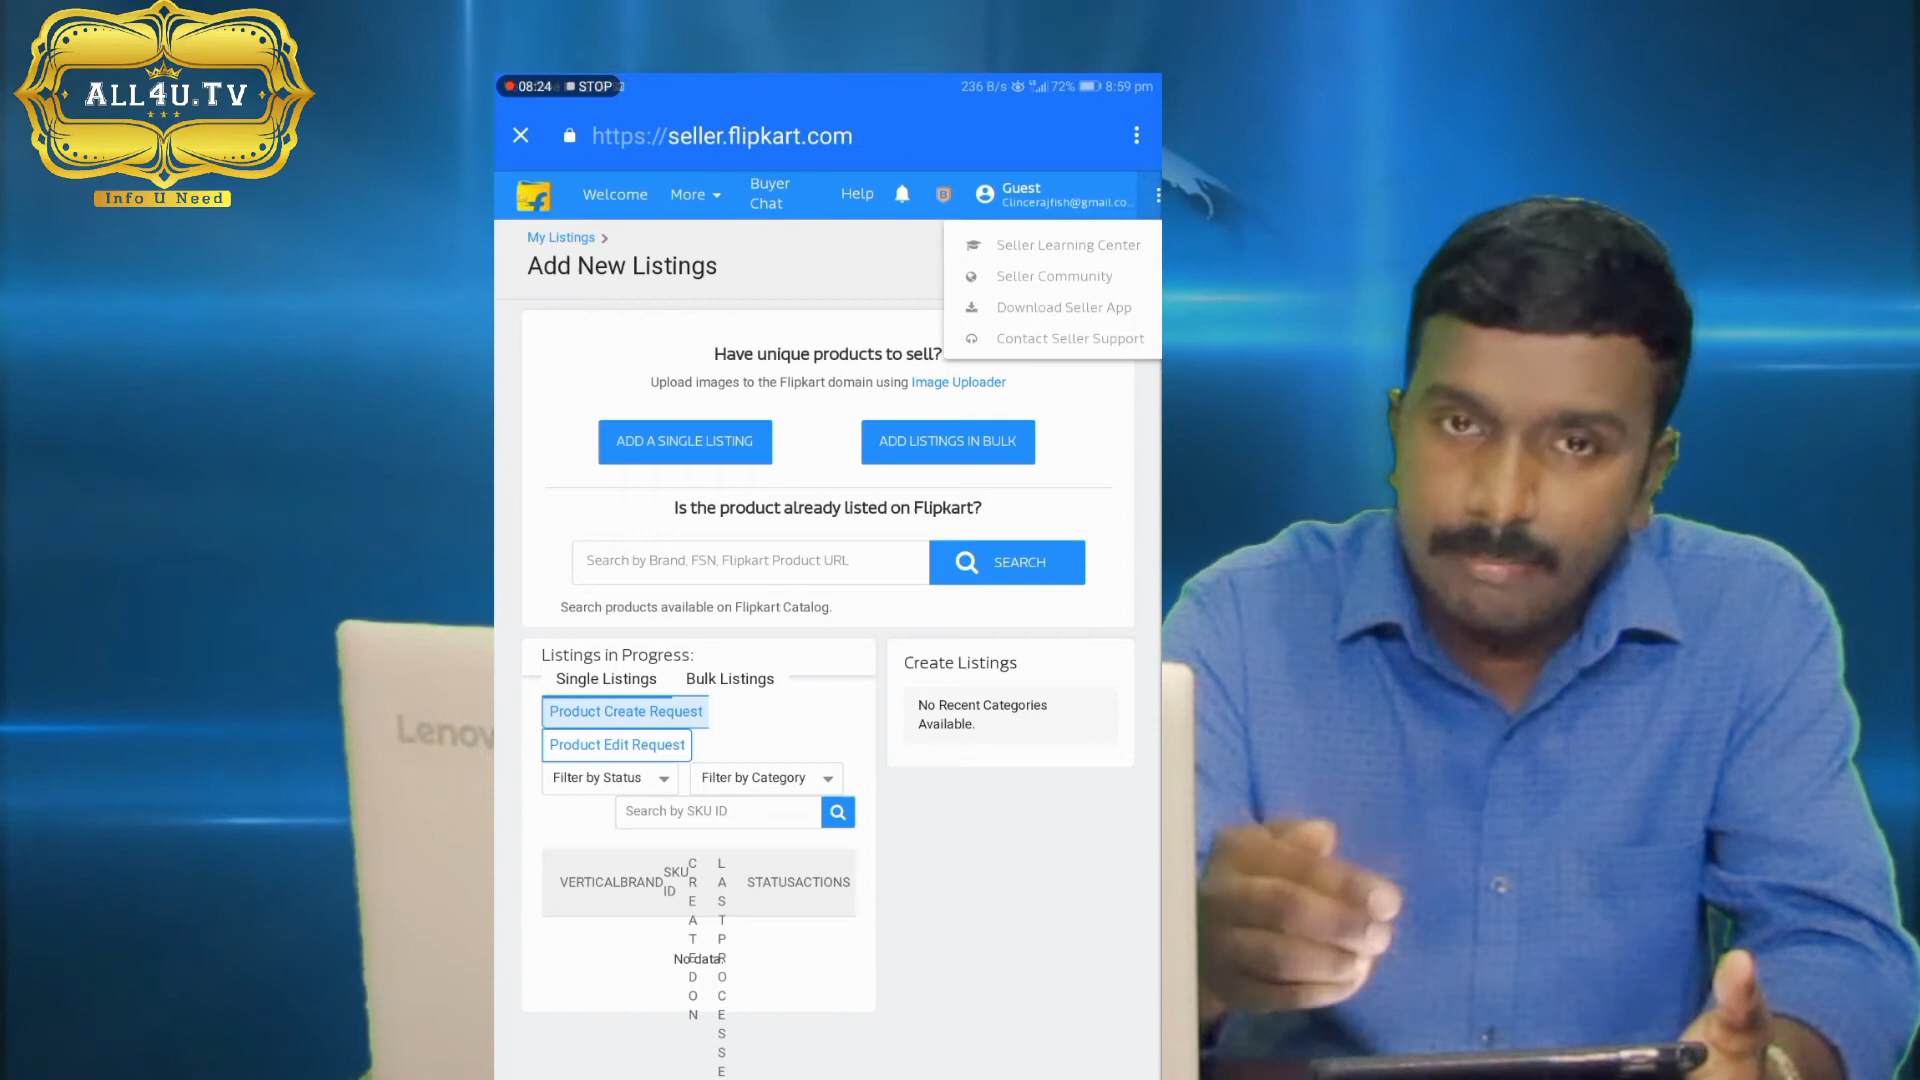 ALL4U.TV
Info U Need
08:24 STOP
236 B/s 72% 8:59 pm
https://seller.flipkart.com
Welcome More Buyer Chat Help Guest
Clincerajfish@gmail.co...
My Listings
Add New Listings
Seller Learning Center
Seller Community
Download Seller App
Contact Seller Support
Have unique products to sell?
Upload images to the Flipkart domain using Image Uploader
ADD A SINGLE LISTING ADD LISTINGS IN BULK
Is the product already listed on Flipkart?
Search by Brand, FSN, Flipkart Product URL SEARCH
Search products available on Flipkart Catalog.
Listings in Progress:
Single Listings Bulk Listings
Product Create Request
Product Edit Request
Filter by Status Filter by Category
Search by SKU ID
VERTICAL BRAND SKU ID CREATED ON LAST PROCESSE STATUS ACTIONS
No data.
Create Listings
No Recent Categories
Available.
Lenov